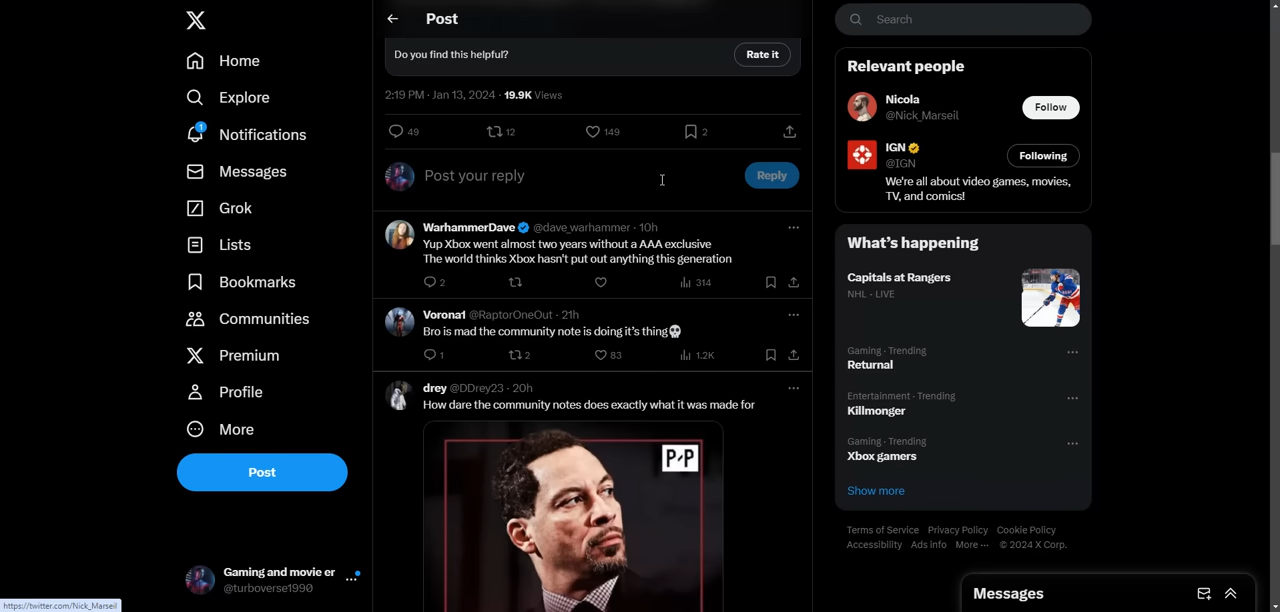 Home
Explore
1
Notifications
Messages
Grok
Lists
Bookmarks
Communities
Premium
Profile
More
Post
Gaming and movie er
@turboverse1990
https://twitter.com/Nick_Marseil
Post
Do you find this helpful?
Rate it
2:19 PM · Jan 13, 2024 · 19.9K Views
49 12 149 2
Post your reply
Reply
WarhammerDave @dave_warhammer · 10h
Yup Xbox went almost two years without a AAA exclusive
The world thinks Xbox hasn't put out anything this generation
2 314
Vorona1 @RaptorOneOut · 21h
Bro is mad the community note is doing it's thing💀
1 2 83 1.2K
drey @DDrey23 · 20h
How dare the community notes does exactly what it was made for
P-P
Search
Relevant people
Nicola
@Nick_Marseil
Follow
IGN
@IGN
Following
We're all about video games, movies,
TV, and comics!
What's happening
Capitals at Rangers
NHL · LIVE
Gaming · Trending
Returnal
Entertainment · Trending
Killmonger
Gaming · Trending
Xbox gamers
Show more
Terms of Service Privacy Policy Cookie Policy
Accessibility Ads info More ··· © 2024 X Corp.
Messages